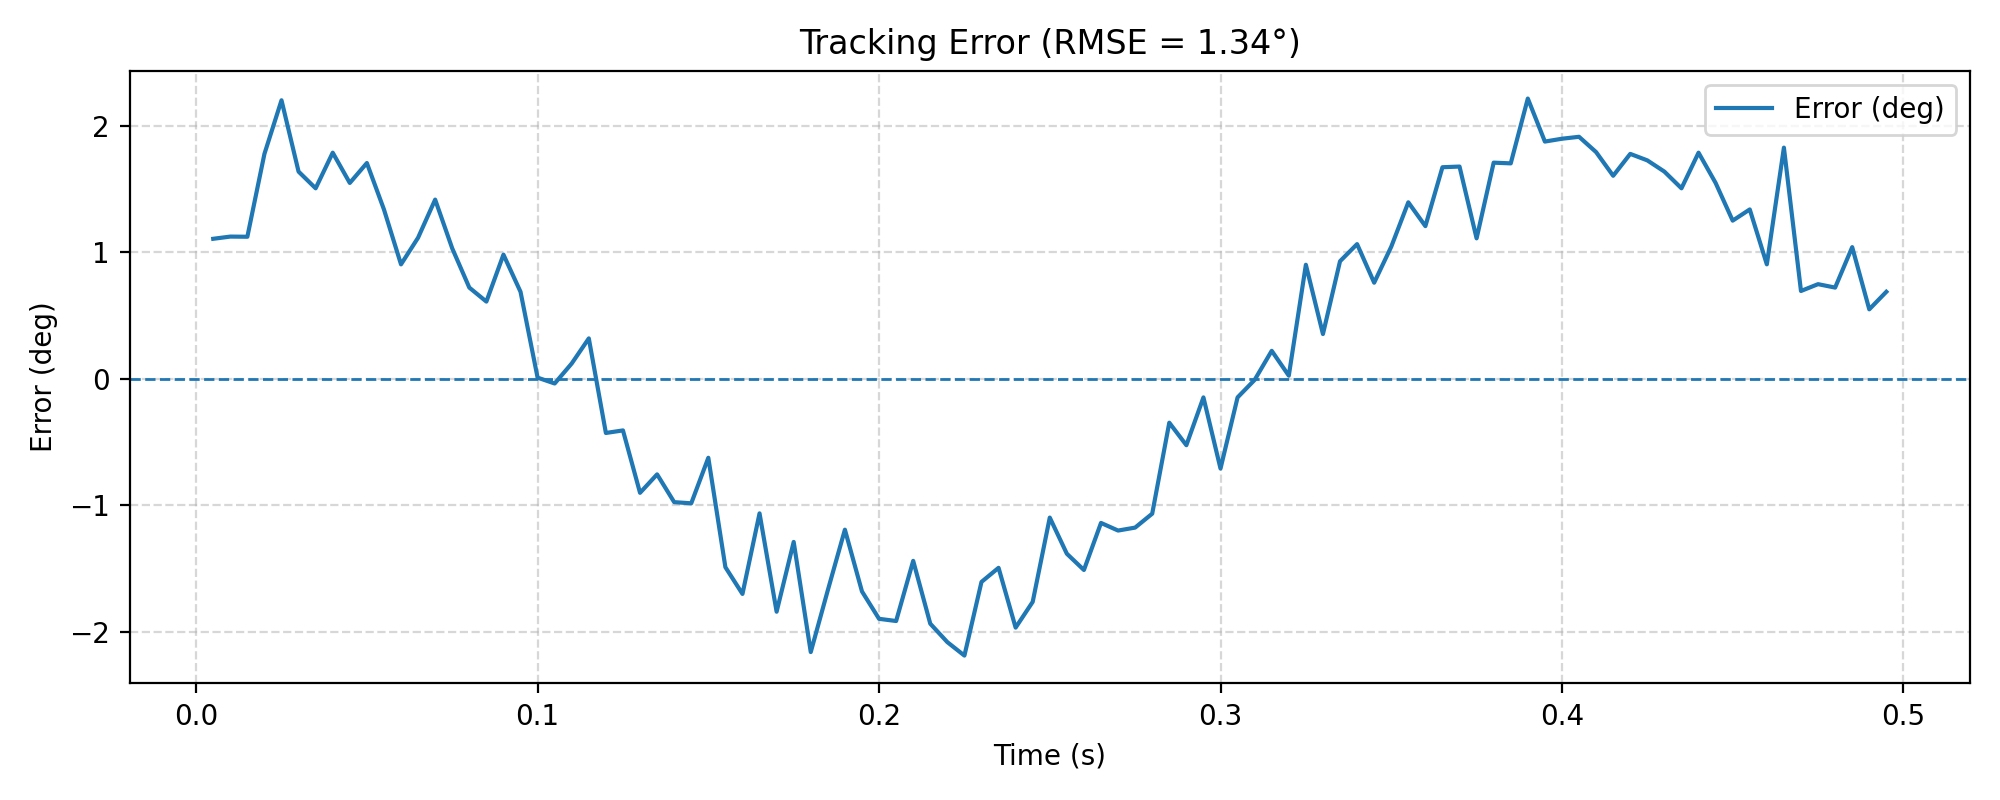 Tracking Error (RMSE = 1.34°)
Error (deg)
2
1
0
−1
−2
Error (deg)
0.0 0.1 0.2 0.3 0.4 0.5
Time (s)